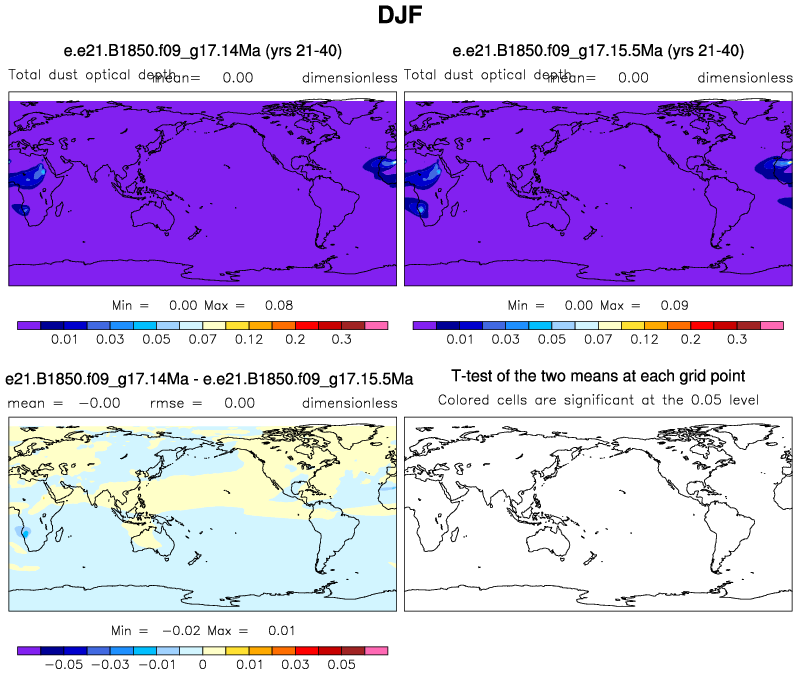 DJF
e.e21.B1850.f09_g17.14Ma (yrs 21-40)
Total dust optical depth mean= 0.00 dimensionless
Min = 0.00 Max = 0.08
0.01 0.03 0.05 0.07 0.12 0.2 0.3
e.e21.B1850.f09_g17.15.5Ma (yrs 21-40)
Total dust optical depth mean= 0.00 dimensionless
Min = 0.00 Max = 0.09
0.01 0.03 0.05 0.07 0.12 0.2 0.3
e21.B1850.f09_g17.14Ma - e.e21.B1850.f09_g17.15.5Ma
mean = -0.00 rmse = 0.00 dimensionless
Min = -0.02 Max = 0.01
-0.05 -0.03 -0.01 0 0.01 0.03 0.05
T-test of the two means at each grid point
Colored cells are significant at the 0.05 level